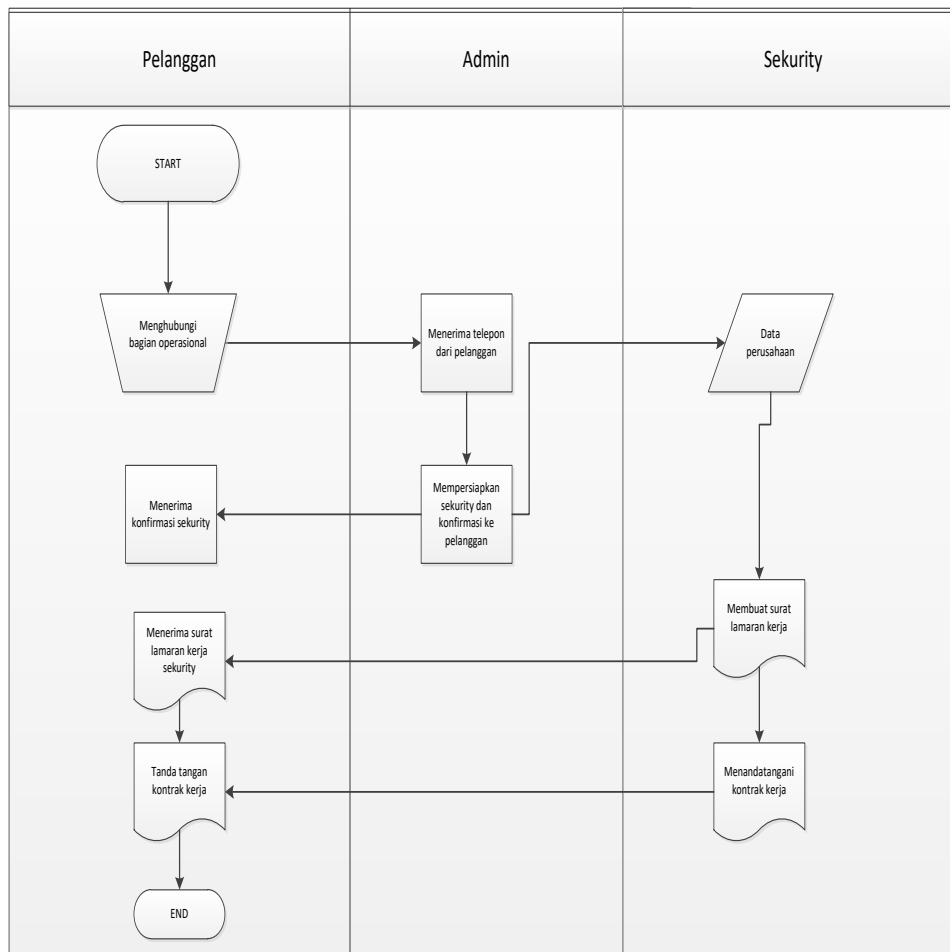 Pelanggan
Admin
Sekurity
START
Menghubungi
bagian operasional
Menerima telepon
dari pelanggan
Data
perusahaan
Menerima
konfirmasi sekurity
Mempersiapkan
sekurity dan
konfirmasi ke
pelanggan
Membuat surat
lamaran kerja
Menerima surat
lamaran kerja
sekurity
Tanda tangan
kontrak kerja
Menandatangani
kontrak kerja
END